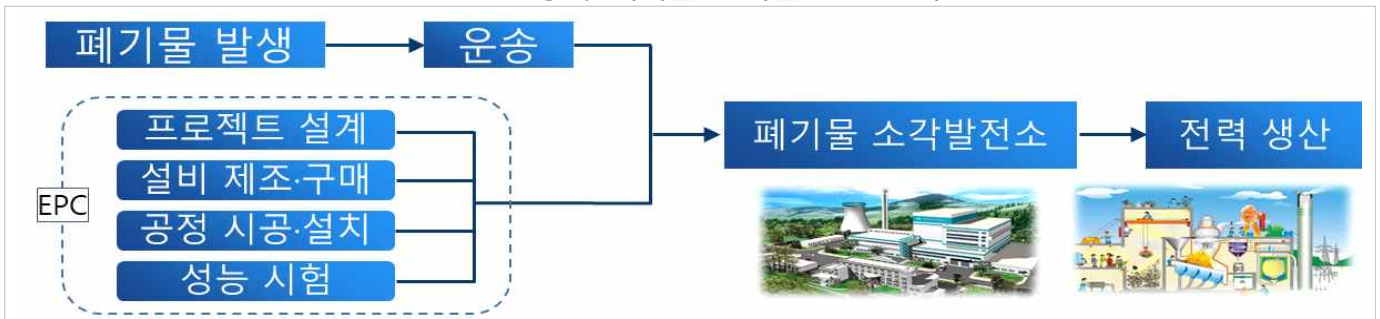 폐기물 발생
운송
프로젝트 설계
설비 제조·구매
공정 시공·설치
성능 시험
EPC
폐기물 소각발전소
전력 생산